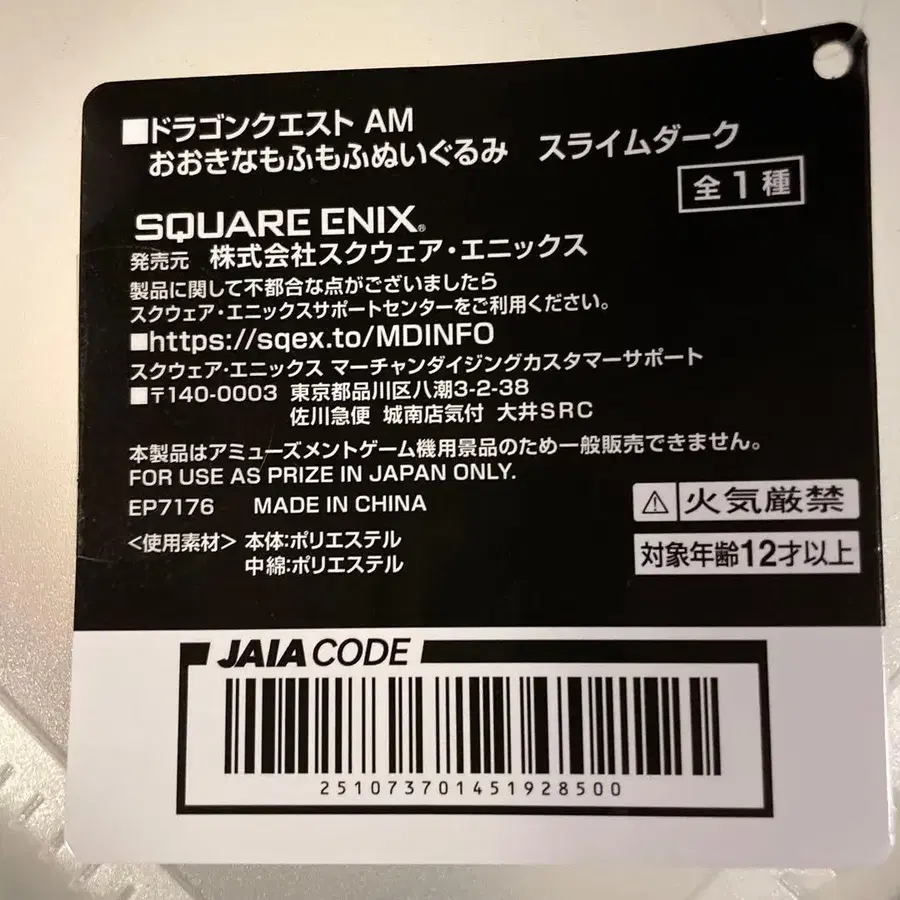 ■ドラゴンクエスト AM
おおきなもふもふぬいぐるみ スライムダーク
全1種
SQUARE ENIX®
発売元 株式会社スクウェア・エニックス
製品に関して不都合な点がございましたら
スクウェア・エニックスサポートセンターをご利用ください。
■https://sqex.to/MDINFO
スクウェア・エニックス マーチャンダイジングカスタマーサポート
■〒140-0003 東京都品川区八潮3-2-38
佐川急便 城南店気付 大井SRC
本製品はアミューズメントゲーム機用景品のため一般販売できません。
FOR USE AS PRIZE IN JAPAN ONLY.
EP7176 MADE IN CHINA
⚠火気厳禁
<使用素材> 本体:ポリエステル
中綿:ポリエステル
対象年齢12才以上
JAIA CODE
251073701451928500